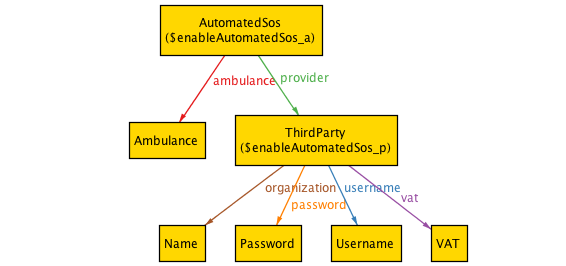 AutomatedSos
($enableAutomatedSos_a)
ambulance
provider
Ambulance
ThirdParty
($enableAutomatedSos_p)
organization
username
vat
password
Name
Password
Username
VAT